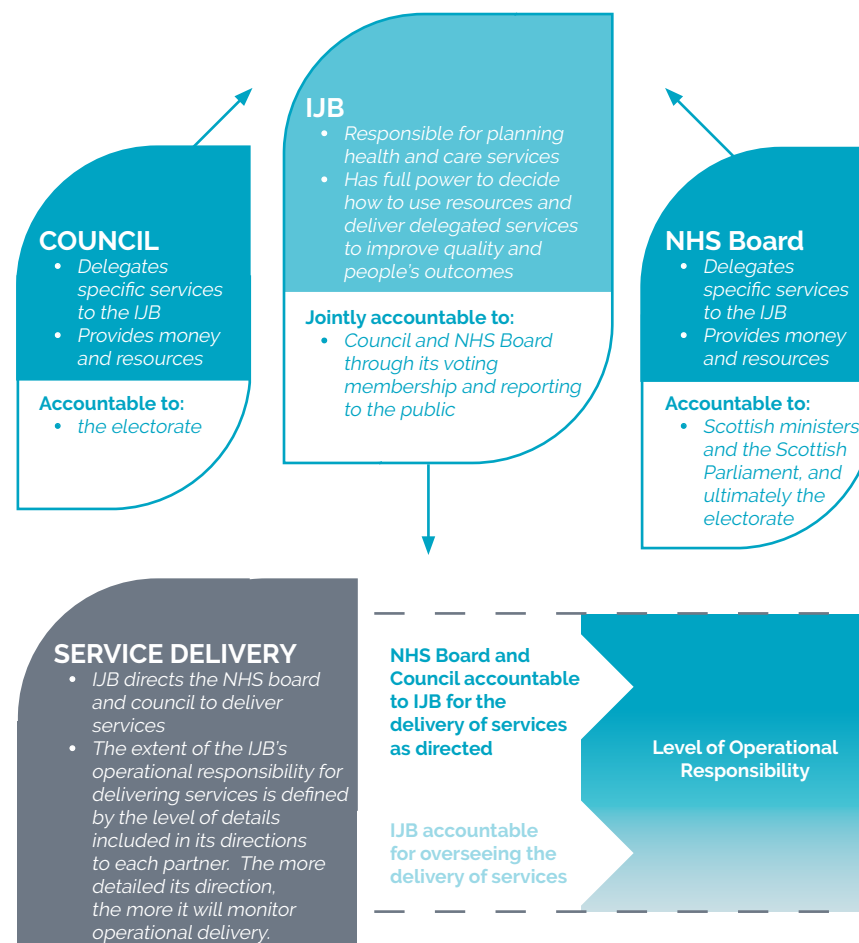 IJB
• Responsible for planning
health and care services
• Has full power to decide
how to use resources and
deliver delegated services
to improve quality and
people's outcomes
Jointly accountable to:
• Council and NHS Board
through its voting
membership and reporting
to the public
COUNCIL
• Delegates
specific services
to the IJB
• Provides money
and resources
Accountable to:
• the electorate
NHS Board
• Delegates
specific services
to the IJB
• Provides money
and resources
Accountable to:
• Scottish ministers
and the Scottish
Parliament, and
ultimately the
electorate
SERVICE DELIVERY
• IJB directs the NHS board
and council to deliver
services
• The extent of the IJB's
operational responsibility for
delivering services is defined
by the level of details
included in its directions
to each partner. The more
detailed its direction,
the more it will monitor
operational delivery.
NHS Board and
Council accountable
to IJB for the
delivery of services
as directed
IJB accountable
for overseeing the
delivery of services
Level of Operational
Responsibility